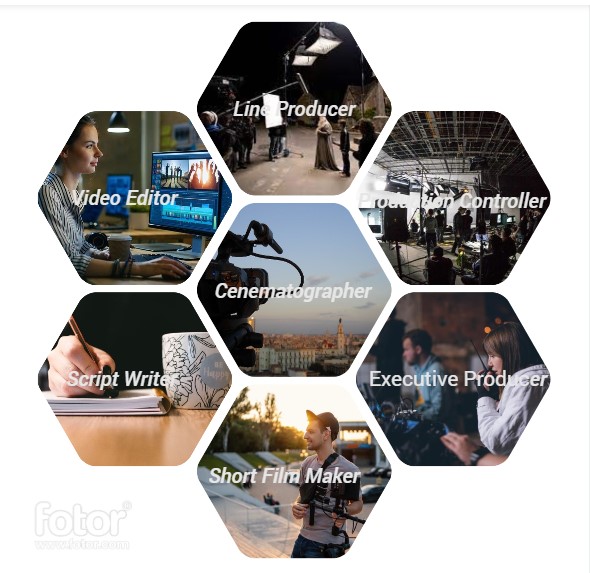 Line Producer
Video Editor
Production Controller
Cenematographer
Script Writer
Executive Producer
Short Film Maker
fotor®
www.fotor.com